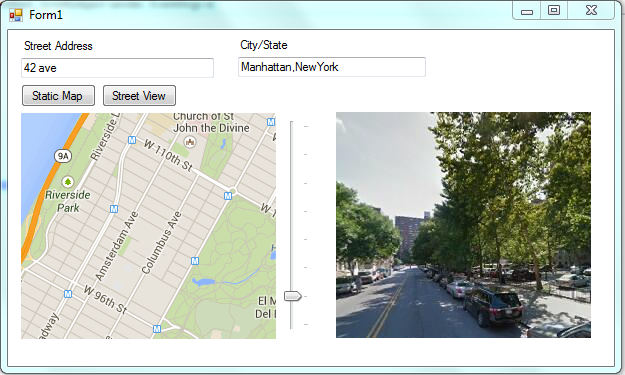 Form1
Street Address
City/State
42 ave
Manhattan,NewYork
Static Map
Street View
Church of St
John the Divine
Riverside
9A
W 110th St
W 110th
Riverside
Park
Amsterdam Ave
Columbus Ave
W 96th St
El M
Del
adway
M
M
M
M
M
M